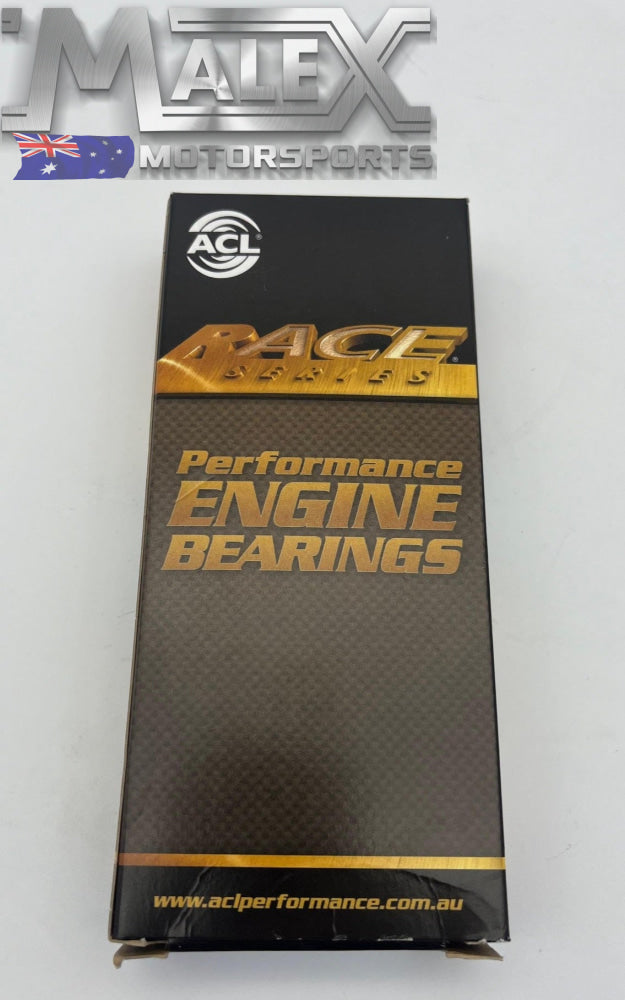 MALEX
MOTORSPORTS
ACL®
RACE®
SERIES
Performance
ENGINE
BEARINGS
www.aclperformance.com.au